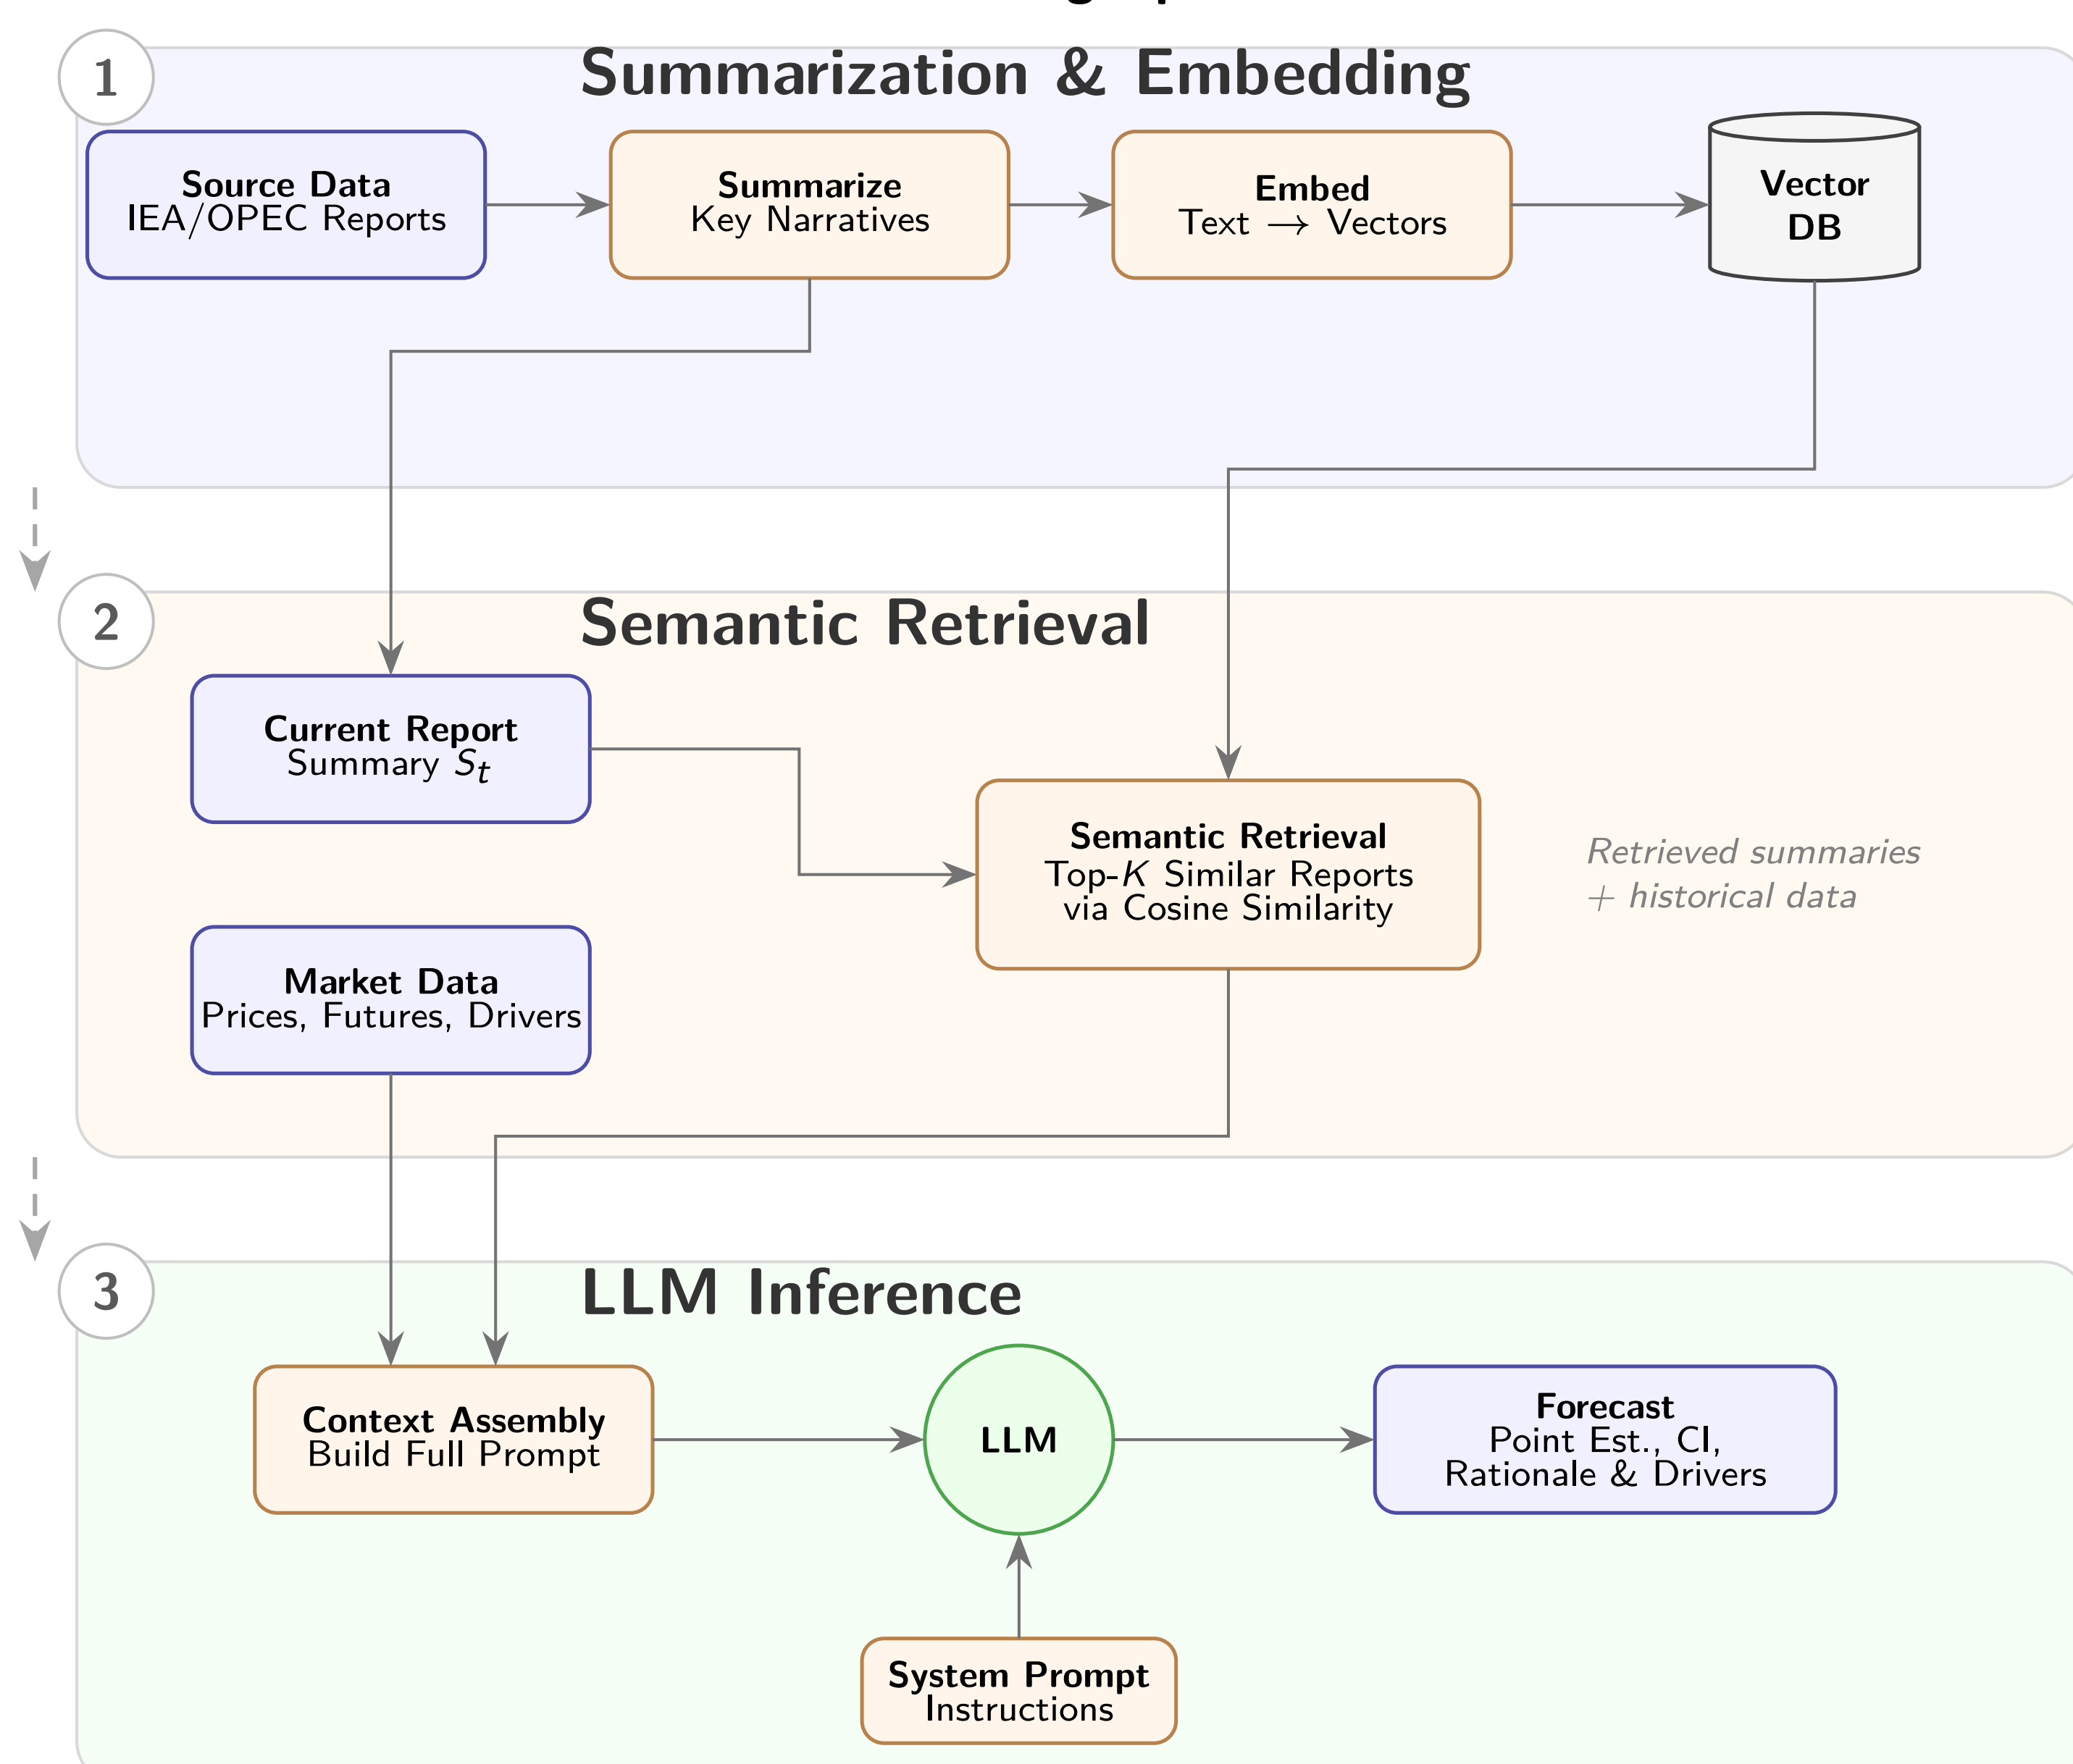 1
Summarization & Embedding
Source Data
IEA/OPEC Reports
Summarize
Key Narratives
Embed
Text → Vectors
Vector
DB
2
Semantic Retrieval
Current Report
Summary S_t
Semantic Retrieval
Top-K Similar Reports
via Cosine Similarity
Retrieved summaries
+ historical data
Market Data
Prices, Futures, Drivers
3
LLM Inference
Context Assembly
Build Full Prompt
LLM
Forecast
Point Est., CI,
Rationale & Drivers
System Prompt
Instructions